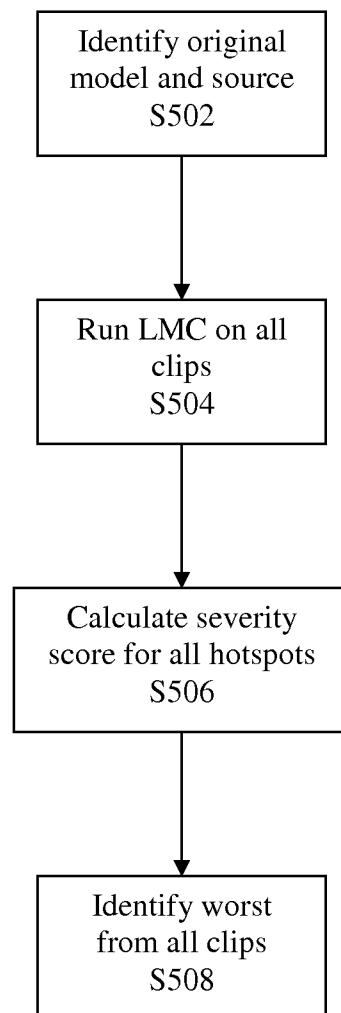 Identify original
model and source
S502
Run LMC on all
clips
S504
Calculate severity
score for all hotspots
S506
Identify worst
from all clips
S508